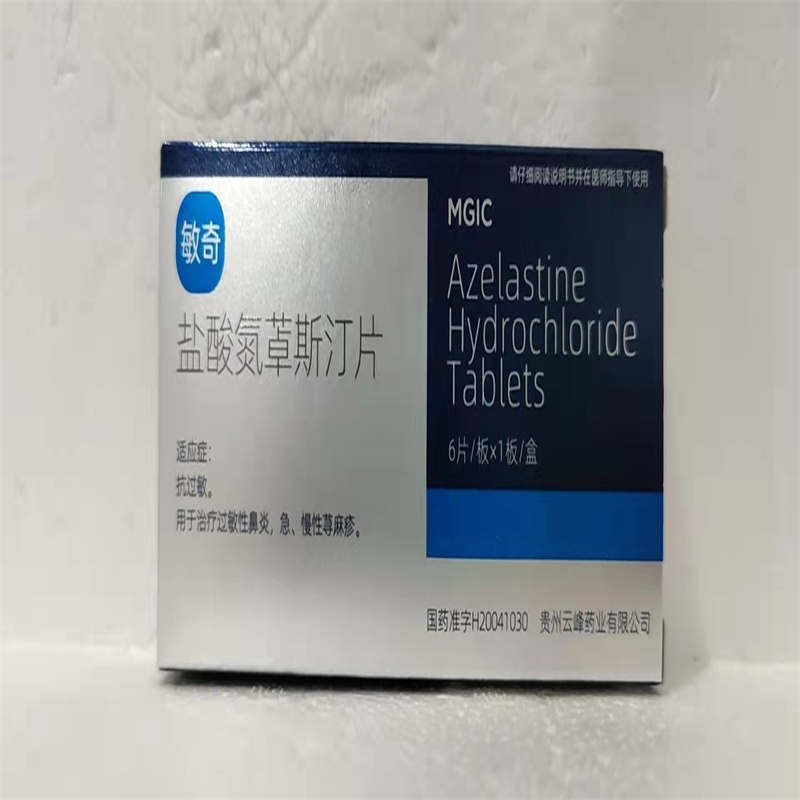 请仔细阅读说明书并在医师指导下使用
敏奇
盐酸氮䓬斯汀片
适应症：
抗过敏。
用于治疗过敏性鼻炎，急、慢性荨麻疹。
MGIC
Azelastine
Hydrochloride
Tablets
6片/板×1板/盒
国药准字H20041030 贵州云峰药业有限公司